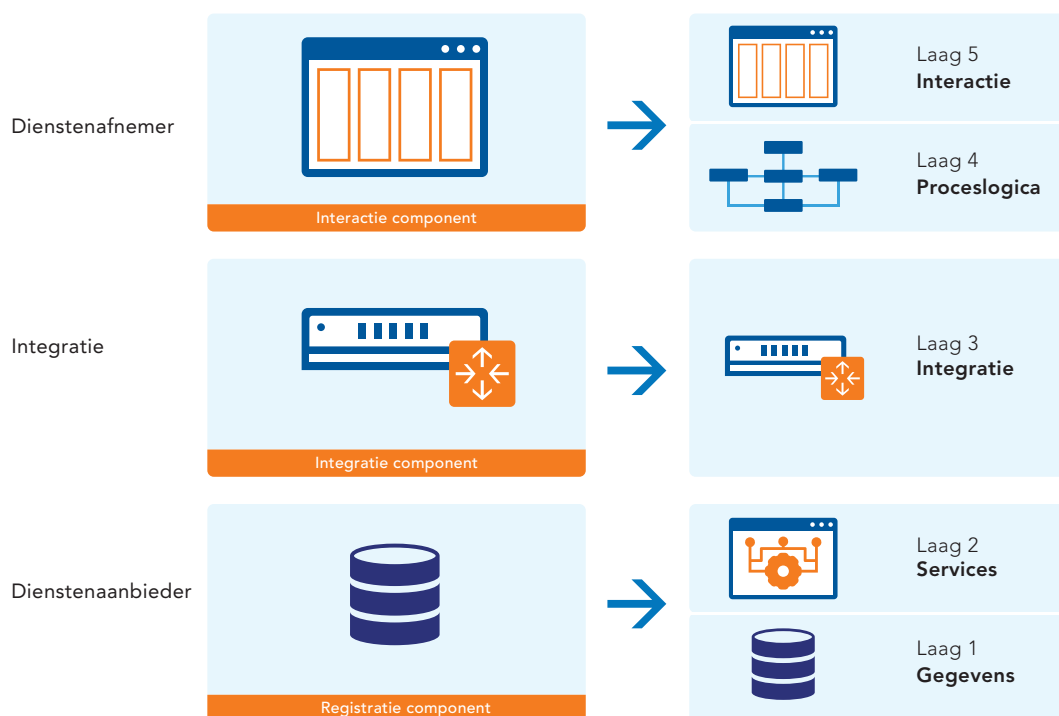 Dienstenafnemer
Interactie component
Laag 5
Interactie
Laag 4
Proceslogica
Integratie
Integratie component
Laag 3
Integratie
Dienstenaanbieder
Registratie component
Laag 2
Services
Laag 1
Gegevens